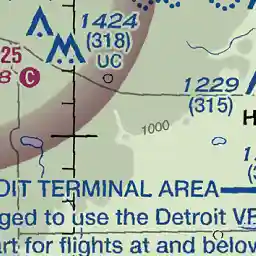 1424
(318)
UC
25
8 C
1229
(315)
H
1000
OIT TERMINAL AREA
ged to use the Detroit VF
art for flights at and below